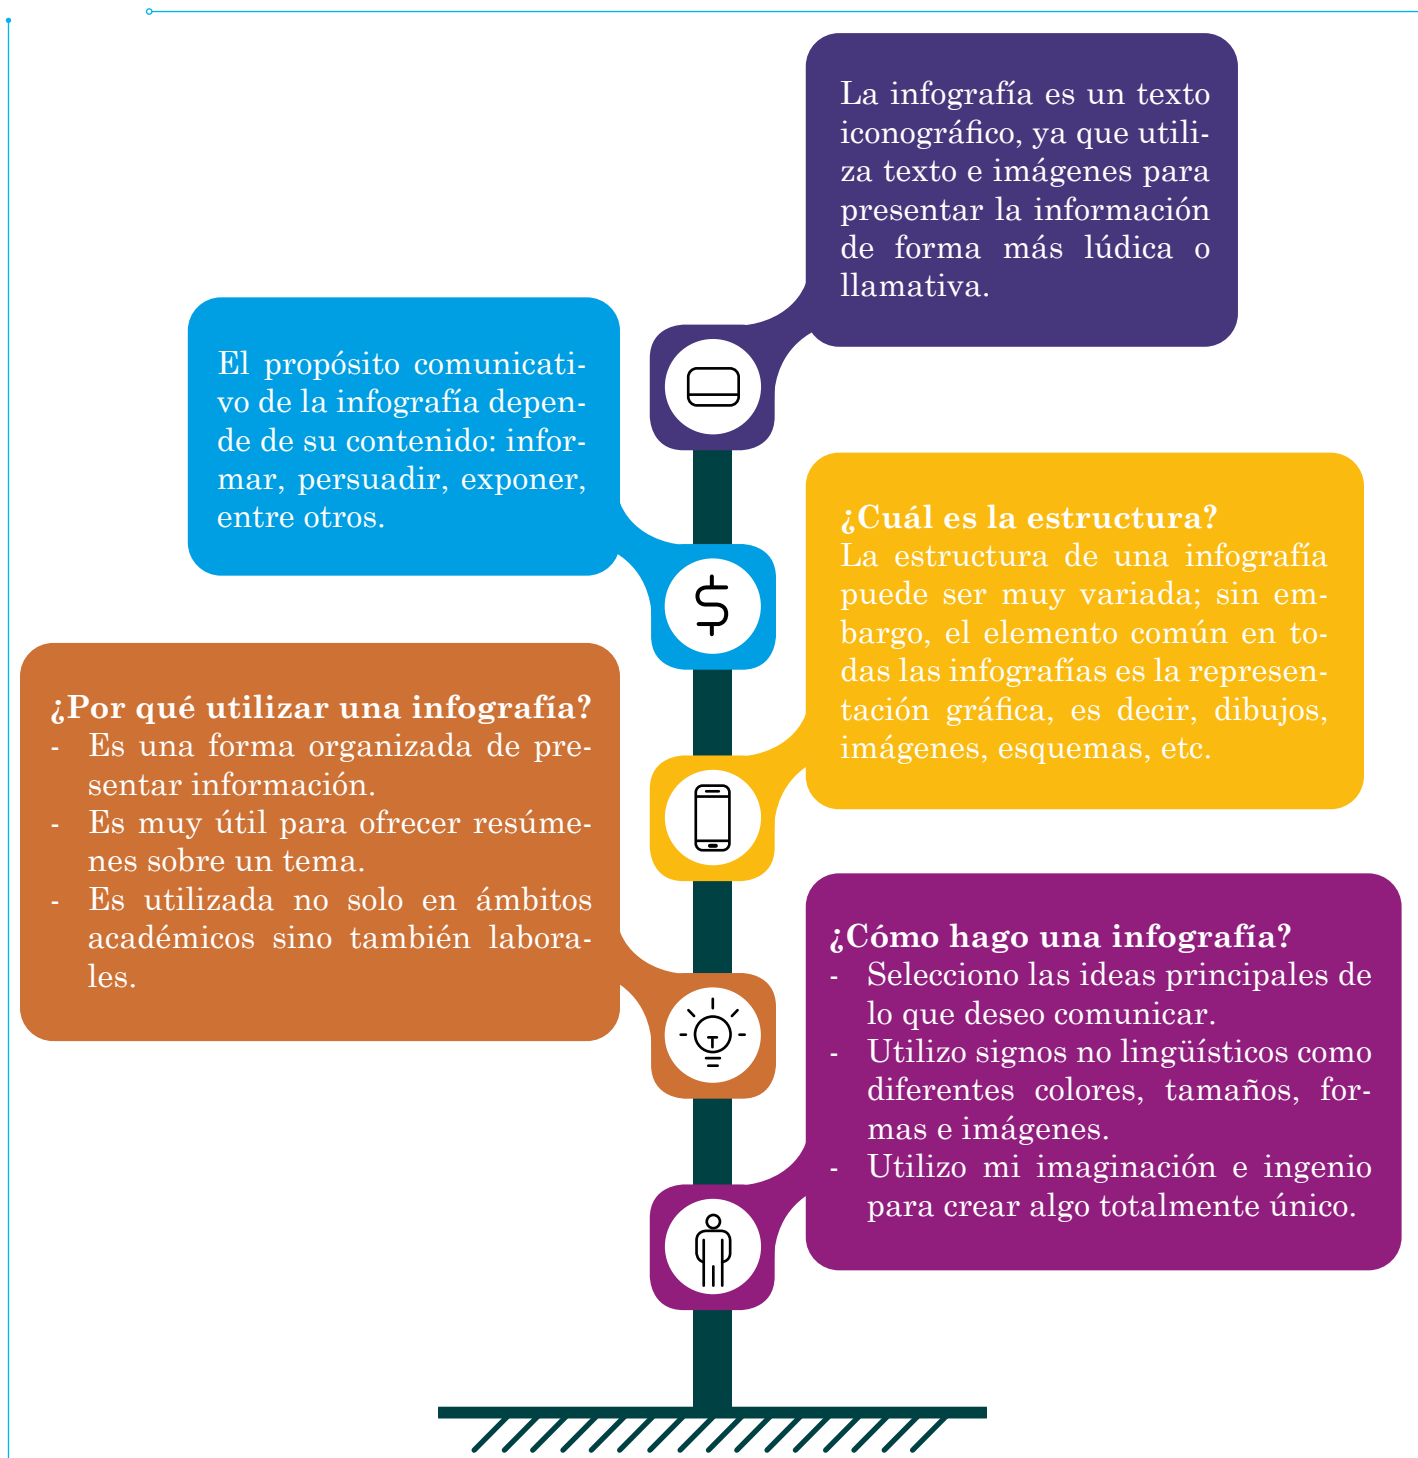 La infografía es un texto
iconográfico, ya que utili-
za texto e imágenes para
presentar la información
de forma más lúdica o
llamativa.
El propósito comunicati-
vo de la infografía depen-
de de su contenido: infor-
mar, persuadir, exponer,
entre otros.
¿Cuál es la estructura?
La estructura de una infografía
puede ser muy variada; sin em-
bargo, el elemento común en to-
das las infografías es la represen-
tación gráfica, es decir, dibujos,
imágenes, esquemas, etc.
¿Por qué utilizar una infografía?
- Es una forma organizada de pre-
sentar información.
- Es muy útil para ofrecer resúme-
nes sobre un tema.
- Es utilizada no solo en ámbitos
académicos sino también labora-
les.
¿Cómo hago una infografía?
- Selecciono las ideas principales de
lo que deseo comunicar.
- Utilizo signos no lingüísticos como
diferentes colores, tamaños, for-
mas e imágenes.
- Utilizo mi imaginación e ingenio
para crear algo totalmente único.